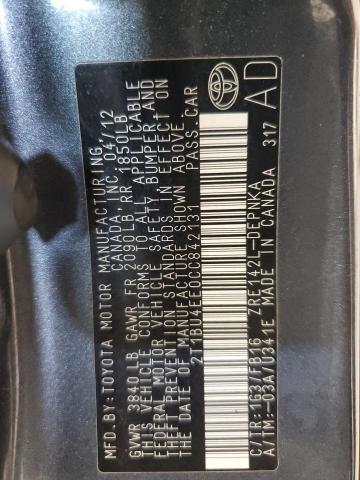 MFD. BY: TOYOTA MOTOR MANUFACTURING,
CANADA, INC. 04/12
GVWR 3840 LB GAWR FR 2090 LB, RR 1850LB
THIS VEHICLE CONFORMS TO ALL APPLICABLE
FEDERAL MOTOR VEHICLE SAFETY, BUMPER, AND
THEFT PREVENTION STANDARDS IN EFFECT ON
THE DATE OF MANUFACTURE SHOWN ABOVE.
2T1BU4EE0CC842131 PASS. CAR
C/TR: 1G3/FB16 ZRE142L-DEPNKA
A/TM: -03A/U341E MADE IN CANADA 317
AD